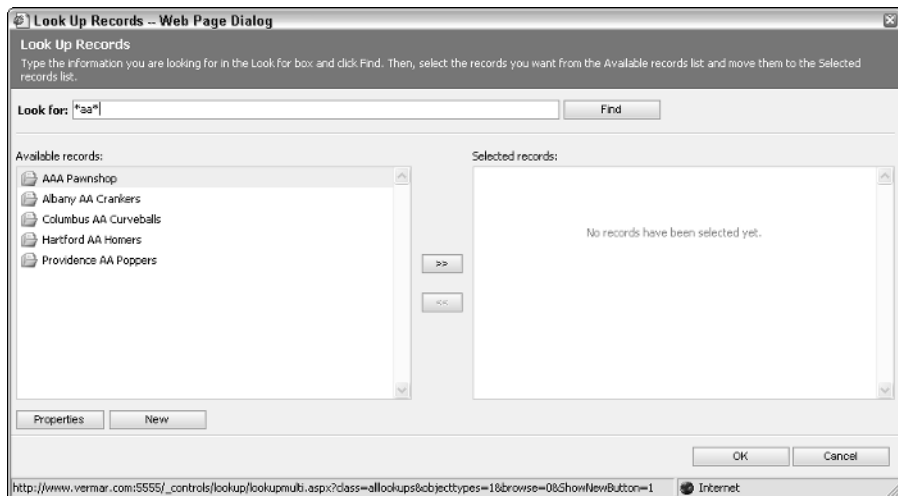 Look Up Records -- Web Page Dialog
Look Up Records
Type the information you are looking for in the Look for box and click Find. Then, select the records you want from the Available records list and move them to the Selected
records list.
Look for: *aa*
Find
Available records:
Selected records:
AAA Pawnshop
Albany AA Crankers
Columbus AA Curveballs
Hartford AA Homers
Providence AA Poppers
No records have been selected yet.
>>
<<
Properties
New
OK
Cancel
http://www.vermar.com:5555/_controls/lookup/lookupmulti.aspx?class=alllookups&objecttypes=1&browse=0&ShowNewButton=1
Internet